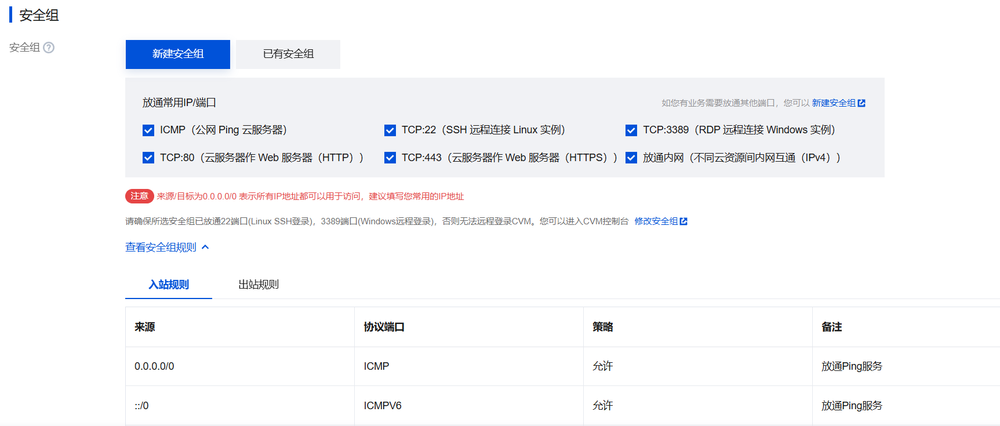 安全组
安全组
新建安全组 已有安全组
放通常用IP/端口 如您有业务需要放通其他端口，您可以 新建安全组
ICMP（公网 Ping 云服务器） TCP:22（SSH 远程连接 Linux 实例） TCP:3389（RDP 远程连接 Windows 实例）
TCP:80（云服务器作 Web 服务器（HTTP）） TCP:443（云服务器作 Web 服务器（HTTPS）） 放通内网（不同云资源间内网互通（IPv4））
注意 来源/目标为0.0.0.0/0 表示所有IP地址都可以用于访问，建议填写您常用的IP地址
请确保所选安全组已放通22端口(Linux SSH登录)，3389端口(Windows远程登录)，否则无法远程登录CVM。您可以进入CVM控制台 修改安全组
查看安全组规则
入站规则 出站规则
来源 协议端口 策略 备注
0.0.0.0/0 ICMP 允许 放通Ping服务
::/0 ICMPV6 允许 放通Ping服务